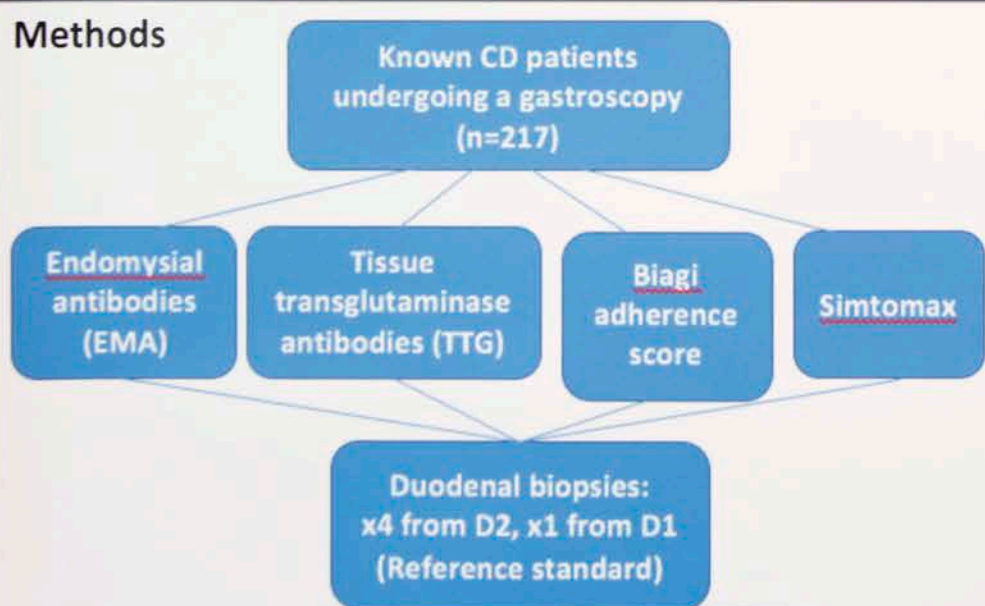 Methods
Known CD patients
undergoing a gastroscopy
(n=217)
Endomysial
antibodies
(EMA)
Tissue
transglutaminase
antibodies (TTG)
Biagi
adherence
score
Simtomax
Duodenal biopsies:
x4 from D2, x1 from D1
(Reference standard)